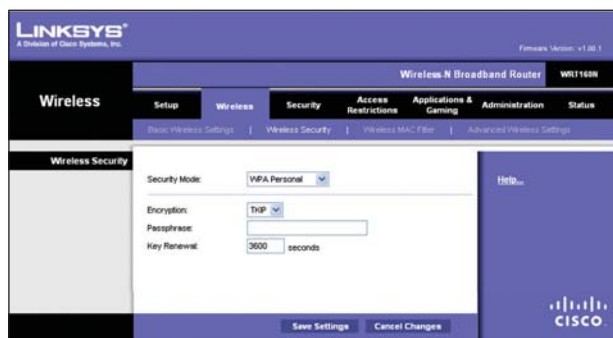 LINKSYS®
A Division of Cisco Systems, Inc.
Firmware Version: v1.00.1
Wireless-N Broadband Router WRT160N
Wireless
Setup Wireless Security Access Restrictions Applications & Gaming Administration Status
Basic Wireless Settings | Wireless Security | Wireless MAC Filter | Advanced Wireless Settings
Wireless Security
Security Mode: WPA Personal
Help...
Encryption: TKIP
Passphrase:
Key Renewal: 3600 seconds
Save Settings Cancel Changes
CISCO.